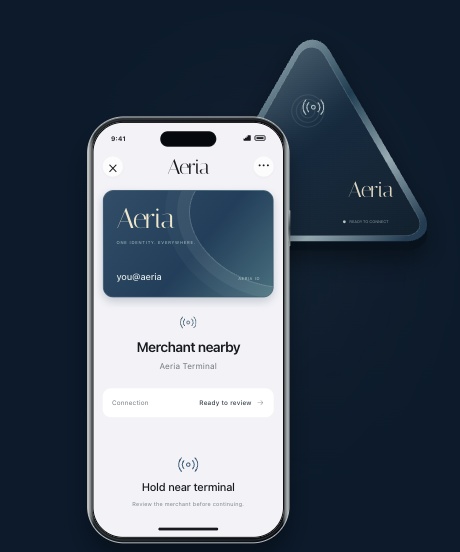 9:41
Aeria
Aeria
ONE IDENTITY. EVERYWHERE
you@aeria
AERIA ID
Merchant nearby
Aeria Terminal
Connection
Ready to review →
Hold near terminal
Review the merchant before continuing.
Aeria
READY TO CONNECT